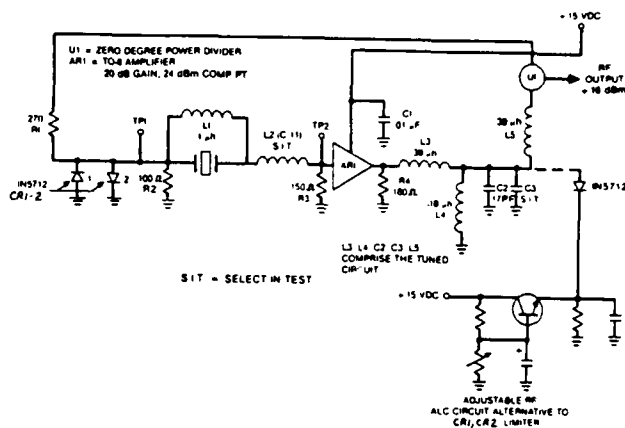 + 15 VDC
U1 = ZERO DEGREE POWER DIVIDER
AR1 = TO-8 AMPLIFIER
20 dB GAIN, 24 dBm COMP PT
U1
RF
OUTPUT
+ 16 dBm
27Ω
R1
TP1
L1
1 μh
L2 (C 11)
S I T
TP2
AR1
C1
.01 μF
L3
.38 μh
.38 μh
L5
1
2
IN5712
CR1-2
100 Ω
R2
150 Ω
R3
R4
180 Ω
.18 μh
L4
C2
17PF
C3
S I T
IN5712
L3 L4 C2 C3 L5
COMPRISE THE TUNED
CIRCUIT
S I T = SELECT IN TEST
+ 15 VDC
+
ADJUSTABLE RF
ALC CIRCUIT ALTERNATIVE TO
CR1, CR2 LIMITER